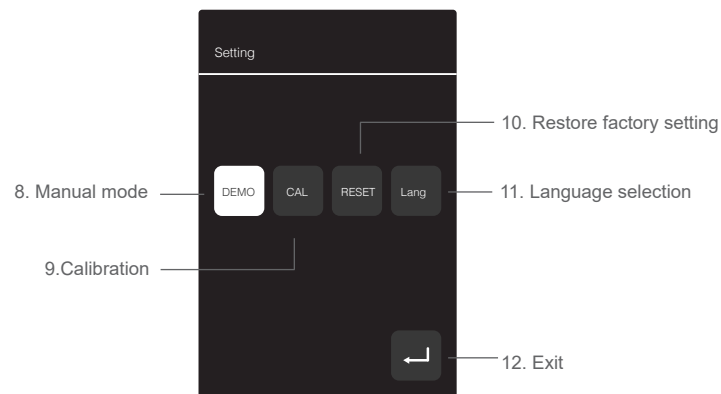 Setting
10. Restore factory setting
8. Manual mode
DEMO
CAL
RESET
Lang
11. Language selection
9.Calibration
12. Exit